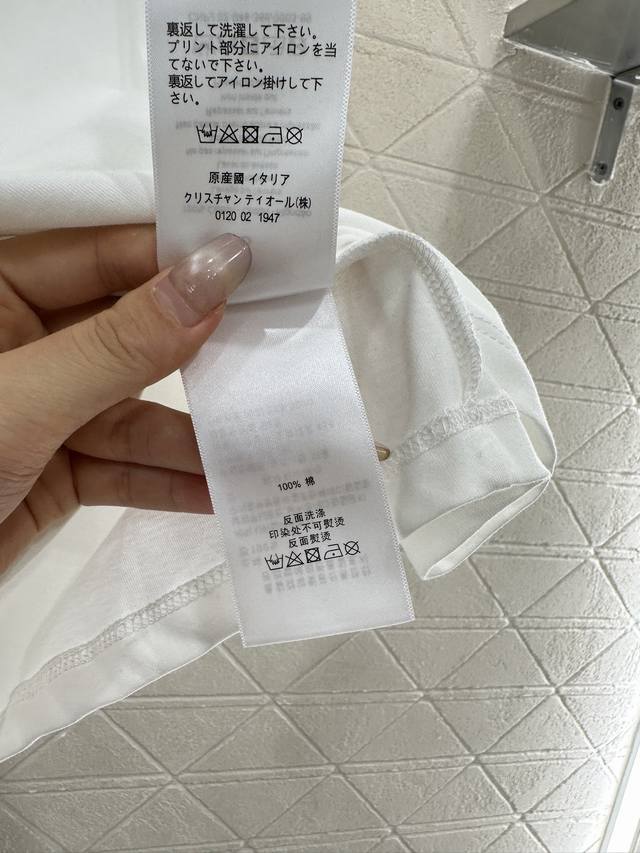 裏返して洗濯して下さい。
プリント部分にアイロンを当
てないで下さい。
裏返してアイロン掛けして下
さい。
原産國 イタリア
クリスチャン ディオール(株)
0120 02 1947
100% 棉
反面洗涤
印染处不可熨烫
反面熨烫